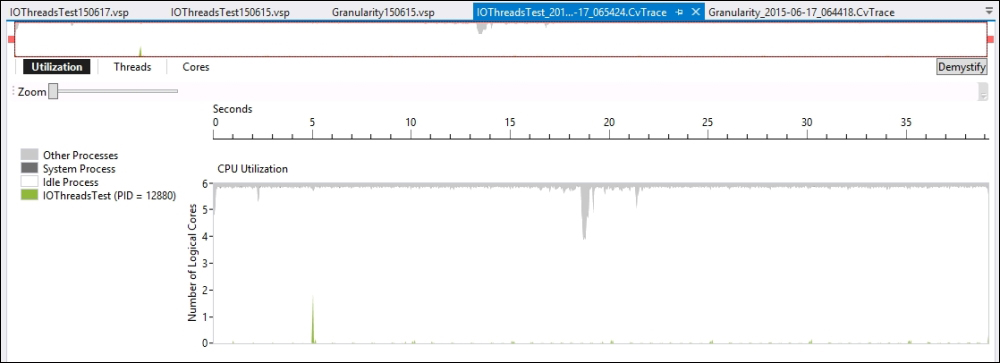 IOThreadsTest150617.vsp IOThreadsTest150615.vsp Granularity150615.vsp IOThreadsTest_201...-17_065424.CvTrace Granularity_2015-06-17_064418.CvTrace
Utilization Threads Cores Demystify
Zoom
Seconds
0 5 10 15 20 25 30 35
Other Processes
System Process
Idle Process
IOThreadsTest (PID = 12880)
CPU Utilization
Number of Logical Cores
6
5
4
3
2
1
0